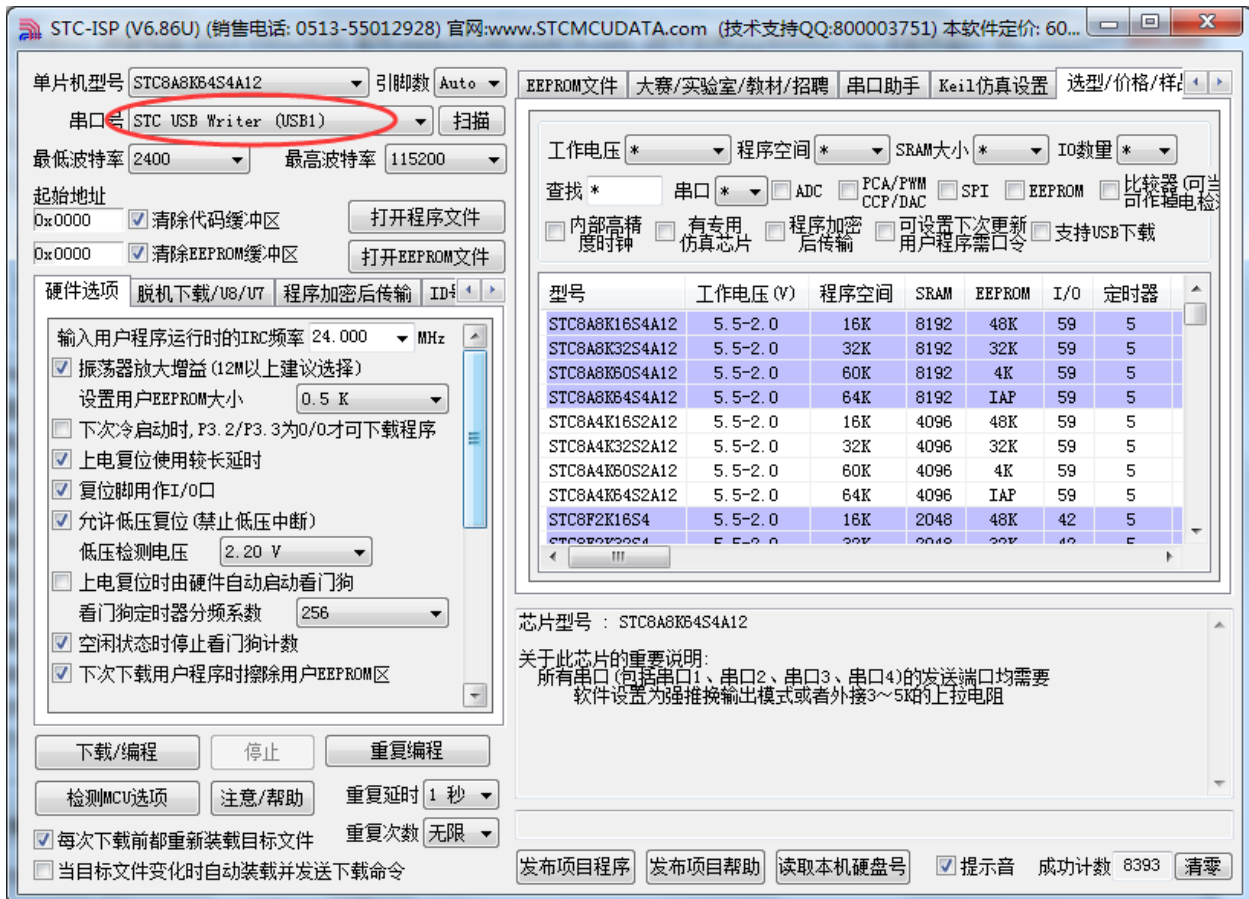 STC-ISP (V6.86U) (销售电话: 0513-55012928) 官网:www.STCMCUDATA.com (技术支持QQ:800003751) 本软件定价: 60...
单片机型号 STC8A8K64S4A12 引脚数 Auto
串口号 STC USB Writer (USB1) 扫描
最低波特率 2400 最高波特率 115200
起始地址
0x0000 清除代码缓冲区 打开程序文件
0x0000 清除EEPROM缓冲区 打开EEPROM文件
硬件选项 脱机下载/U8/U7 程序加密后传输
输入用户程序运行时的IRC频率 24.000 MHz
振荡器放大增益(12M以上建议选择)
设置用户EEPROM大小 0.5 K
下次冷启动时,P3.2/P3.3为0/0才可下载程序
上电复位使用较长延时
复位脚用作I/O口
允许低压复位(禁止低压中断)
低压检测电压 2.20 V
上电复位时由硬件自动启动看门狗
看门狗定时器分频系数 256
空闲状态时停止看门狗计数
下次下载用户程序时擦除用户EEPROM区
下载/编程 停止 重复编程
检测MCU选项 注意/帮助 重复延时 1 秒
每次下载前都重新装载目标文件 重复次数 无限
当目标文件变化时自动装载并发送下载命令
EEPROM文件 大赛/实验室/教材/招聘 串口助手 Keil仿真设置 选型/价格/样
工作电压 * 程序空间 * SRAM大小 * IO数量 *
查找 * 串口 * ADC PCA/PWM CCP/DAC SPI EEPROM 比较器(可当
可作掉电检
内部高精度时钟 有专用仿真芯片 程序加密后传输 可设置下次更新用户程序需口令 支持USB下载
型号 工作电压(V) 程序空间 SRAM EEPROM I/O 定时器
STC8A8K16S4A12 5.5-2.0 16K 8192 48K 59 5
STC8A8K32S4A12 5.5-2.0 32K 8192 32K 59 5
STC8A8K60S4A12 5.5-2.0 60K 8192 4K 59 5
STC8A8K64S4A12 5.5-2.0 64K 8192 IAP 59 5
STC8A4K16S2A12 5.5-2.0 16K 4096 48K 59 5
STC8A4K32S2A12 5.5-2.0 32K 4096 32K 59 5
STC8A4K60S2A12 5.5-2.0 60K 4096 4K 59 5
STC8A4K64S2A12 5.5-2.0 64K 4096 IAP 59 5
STC8F2K16S4 5.5-2.0 16K 2048 48K 42 5
STC8F2K32S4 5.5-2.0 32K 2048 32K 42 5
芯片型号 : STC8A8K64S4A12
关于此芯片的重要说明:
所有串口(包括串口1、串口2、串口3、串口4)的发送端口均需要
软件设置为强推挽输出模式或者外接3~5K的上拉电阻
发布项目程序 发布项目帮助 读取本机硬盘号 提示音 成功计数 8393 清零